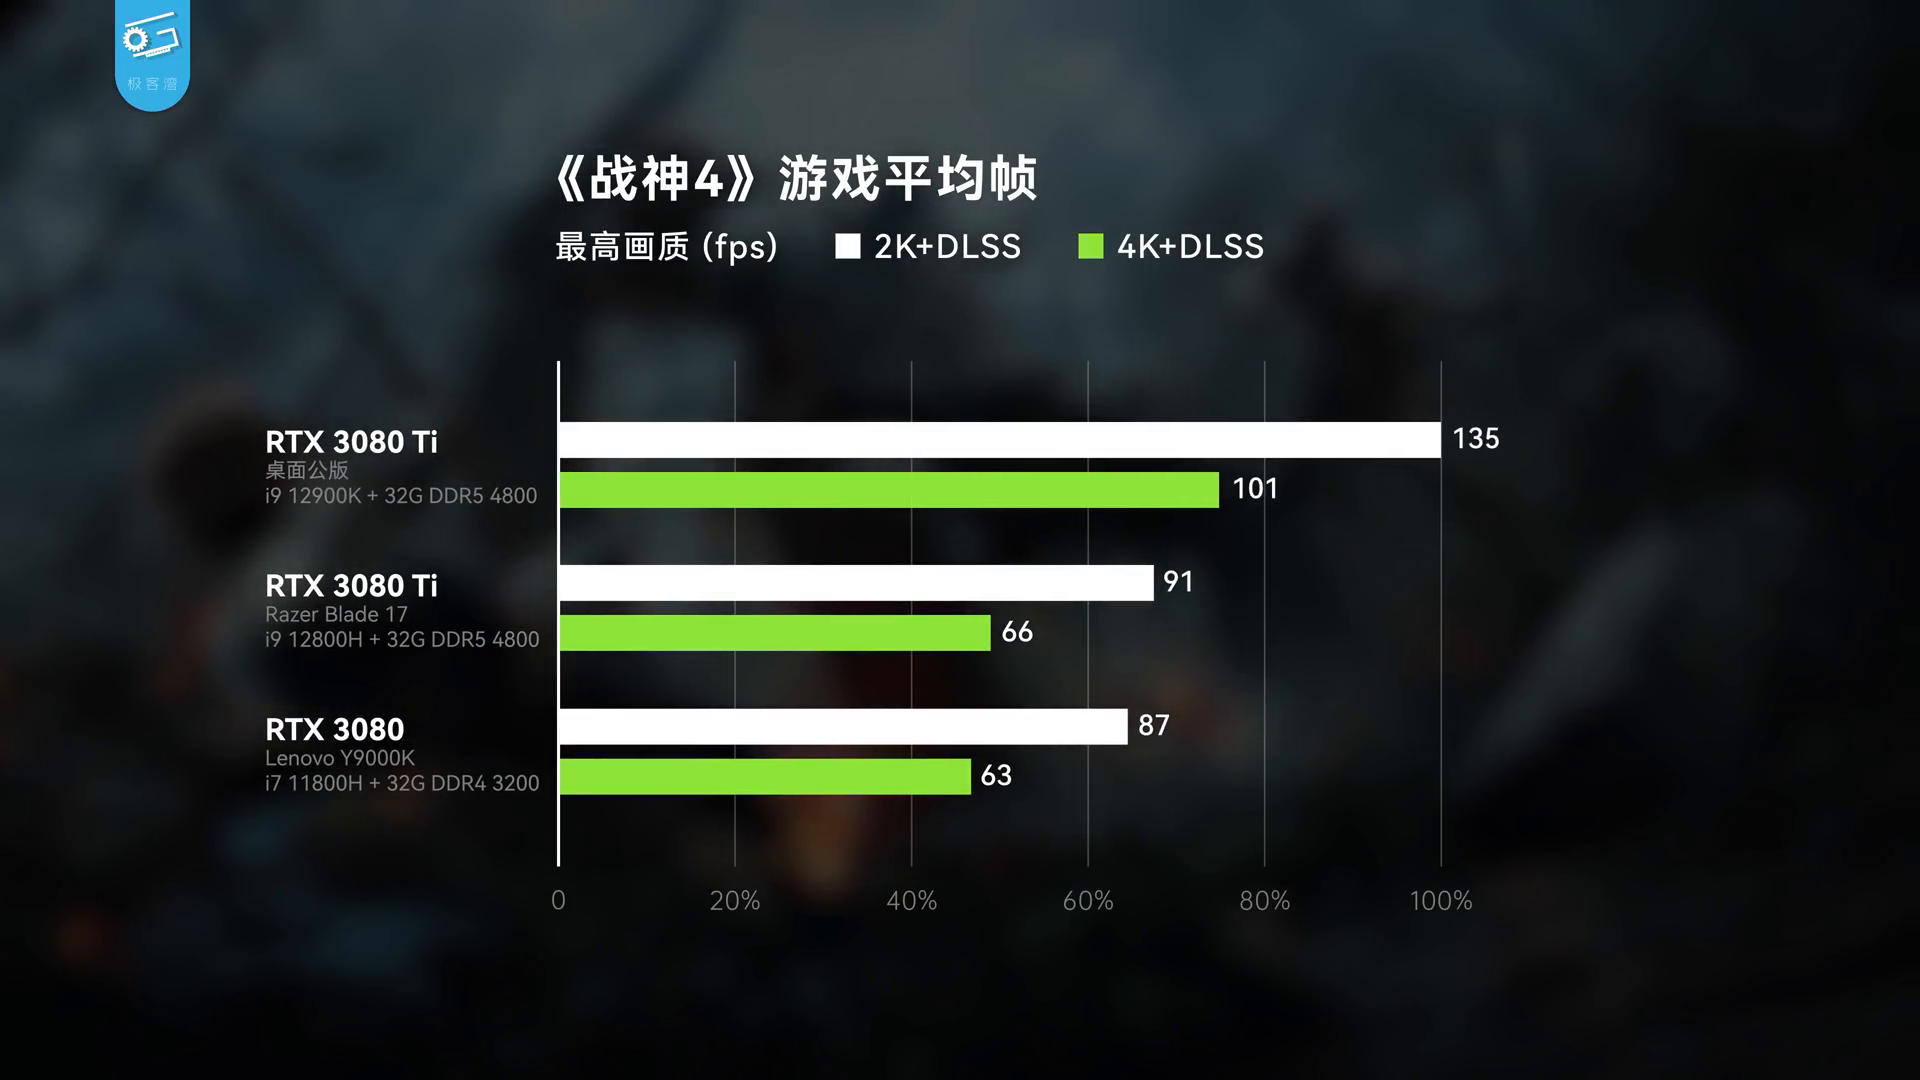 极客湾
《战神4》游戏平均帧
最高画质 (fps)
2K+DLSS
4K+DLSS
RTX 3080 Ti
桌面公版
i9 12900K + 32G DDR5 4800
135
101
RTX 3080 Ti
Razer Blade 17
i9 12800H + 32G DDR5 4800
91
66
RTX 3080
Lenovo Y9000K
i7 11800H + 32G DDR4 3200
87
63
0
20%
40%
60%
80%
100%